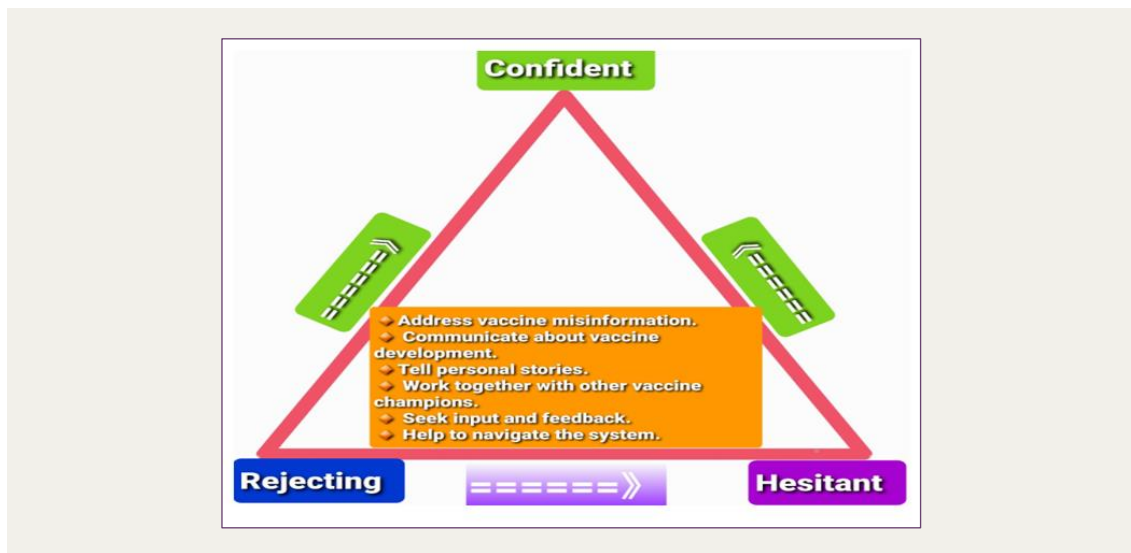 Confident
======》
======》
Address vaccine misinformation.
Communicate about vaccine
development.
Tell personal stories.
Work together with other vaccine
champions.
Seek input and feedback.
Help to navigate the system.
Rejecting
======》
Hesitant